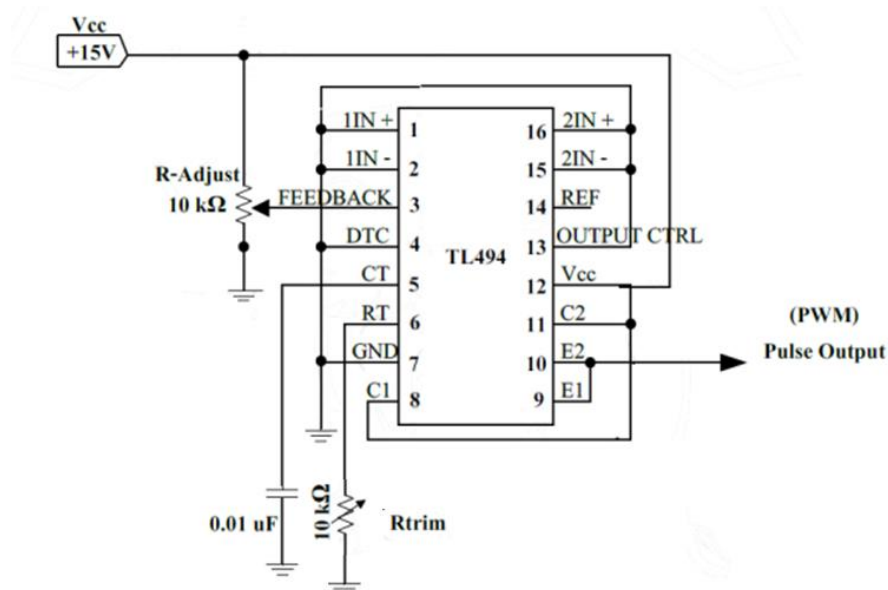 Vcc
+15V
1IN +
1
16
2IN +
1IN -
2
15
2IN -
R-Adjust
10 kΩ
FEEDBACK
3
14
REF
DTC
4
13
OUTPUT CTRL
TL494
CT
5
12
Vcc
RT
6
11
C2
GND
7
10
E2
C1
8
9
E1
(PWM)
Pulse Output
0.01 uF
10 kΩ
Rtrim